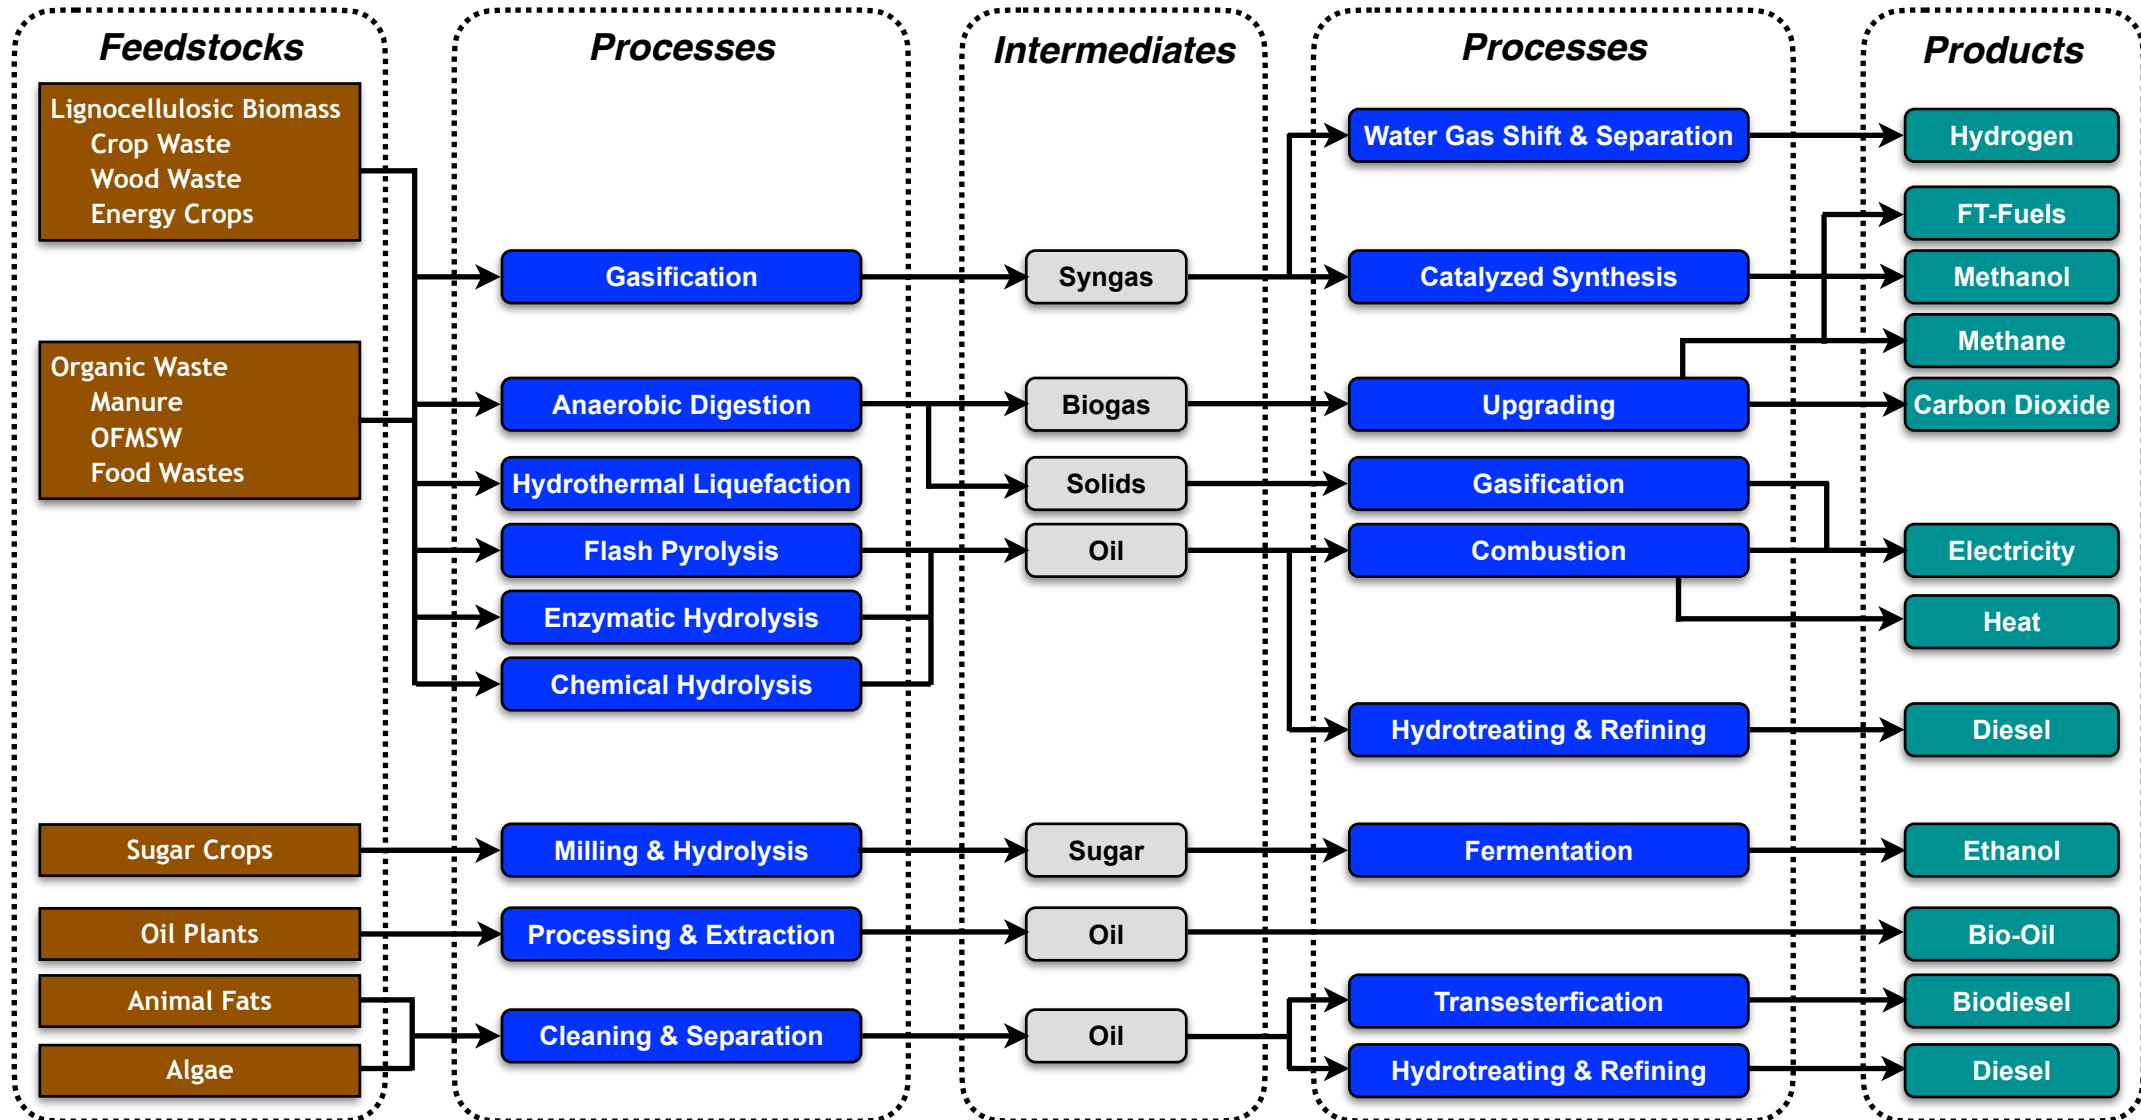 Feedstocks
Lignocellulosic Biomass
Crop Waste
Wood Waste
Energy Crops
Organic Waste
Manure
OFMSW
Food Wastes
Sugar Crops
Oil Plants
Animal Fats
Algae
Processes
Gasification
Anaerobic Digestion
Hydrothermal Liquefaction
Flash Pyrolysis
Enzymatic Hydrolysis
Chemical Hydrolysis
Milling & Hydrolysis
Processing & Extraction
Cleaning & Separation
Intermediates
Syngas
Biogas
Solids
Oil
Sugar
Oil
Oil
Processes
Water Gas Shift & Separation
Catalyzed Synthesis
Upgrading
Gasification
Combustion
Hydrotreating & Refining
Fermentation
Transesterfication
Hydrotreating & Refining
Products
Hydrogen
FT-Fuels
Methanol
Methane
Carbon Dioxide
Electricity
Heat
Diesel
Ethanol
Bio-Oil
Biodiesel
Diesel